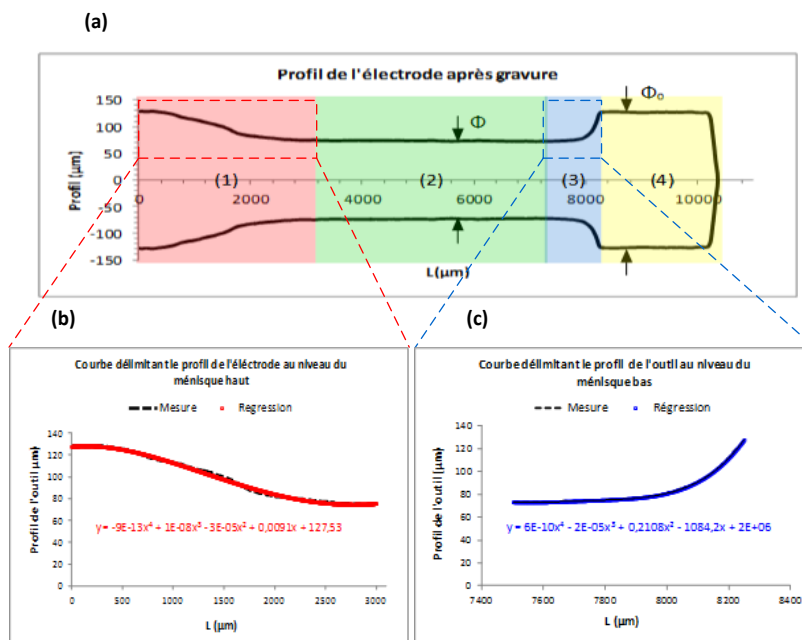 (a)
Profil de l'électrode après gravure
150
100
50
0
-50
-100
-150
Profil (µm)
Φ
Φₒ
(1)
(2)
(3)
(4)
0
2000
4000
6000
8000
10000
L(µm)
(b)
Courbe délimitant le profil de l'éléctrode au niveau du
ménisque haut
Mesure
Regression
140
120
100
80
60
40
20
0
Profil de l'outil µm)
y = -9E-13x⁴ + 1E-08x³ - 3E-05x² + 0,0091x + 127,53
0
500
1000
1500
2000
2500
3000
L (µm)
(c)
Courbe délimitant le profil de l'outil au niveau du
ménisque bas
Mesure
Régression
140
120
100
80
60
40
20
0
Profil de l'outil (µm)
y = 6E-10x⁴ - 2E-05x³ + 0,2108x² - 1084,2x + 2E+06
7400
7600
7800
8000
8200
8400
L (µm)